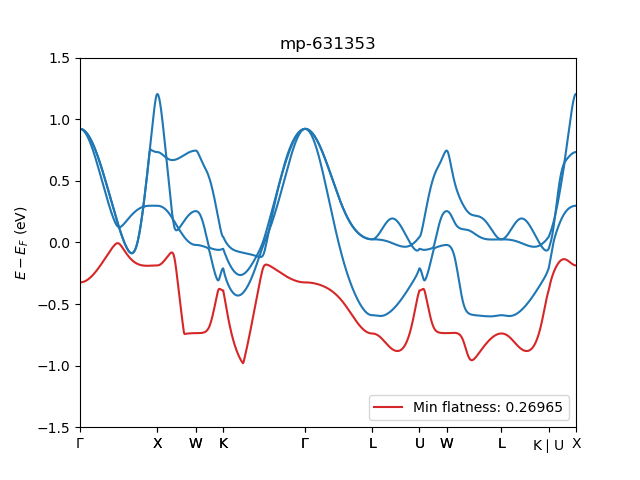 mp-631353
E − E_F (eV)
1.5
1.0
0.5
0.0
−0.5
−1.0
−1.5
Min flatness: 0.26965
Γ X W K Γ L U W L K | U X